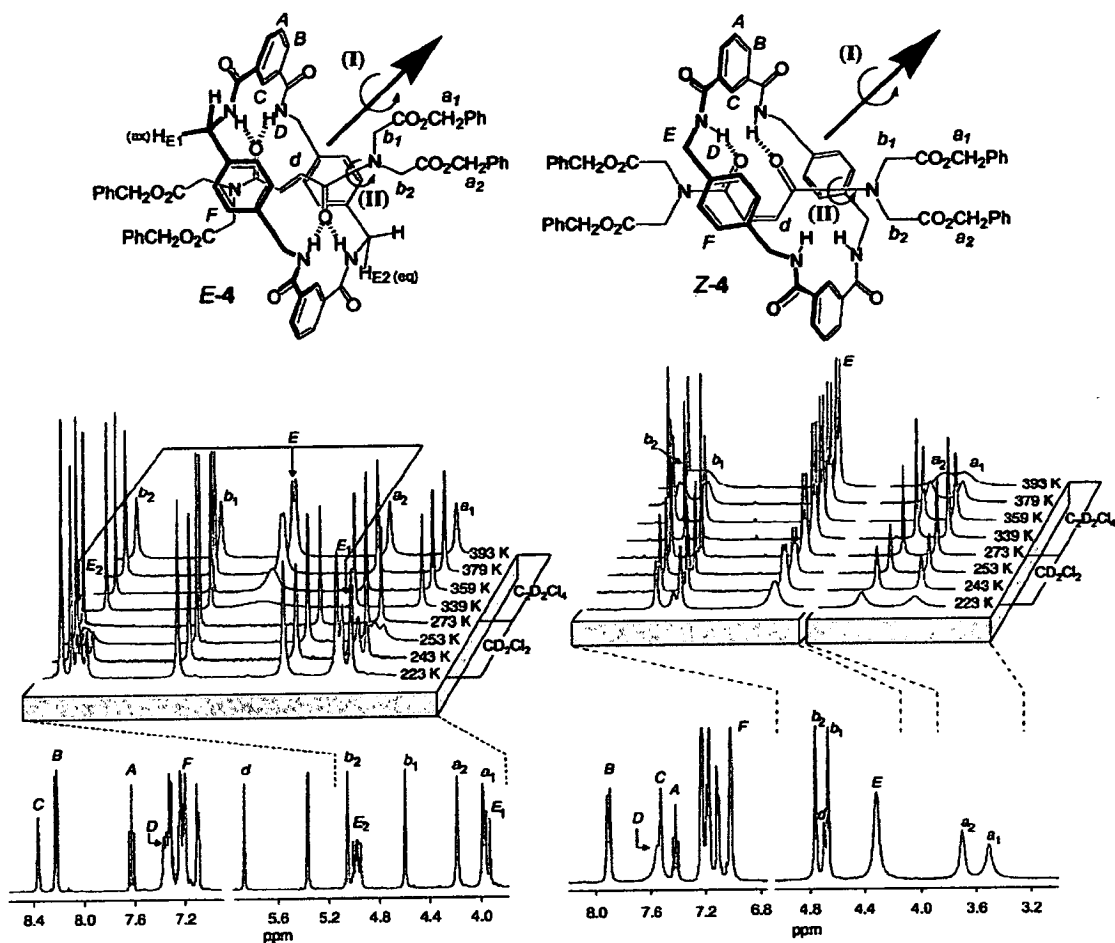 A
B
(I)
O
O
C
H
N
H
H
N
D
H
a1
CO2CH2Ph
(ax)HE1
O
b1
d
N
CO2CH2Ph
PhCH2O2C
N
b2
a2
(II)
F
O
PhCH2O2C
H
H
N
N
H
HE2(eq)
O
O
E-4
A
B
(I)
O
O
C
N
H
H
N
E
D
O
O
b1
a1
PhCH2O2C
CO2CH2Ph
N
N
(II)
PhCH2O2C
F
d
b2
CO2CH2Ph
a2
H
H
N
N
O
O
Z-4
E
b2
b1
a2
a1
E2
E1
393 K
379 K
359 K
339 K
273 K
253 K
243 K
223 K
C2D2Cl4
CD2Cl2
E
b2
b1
a2
a1
393 K
379 K
359 K
339 K
273 K
253 K
243 K
223 K
C2D2Cl4
CD2Cl2
B
C
A
D
F
d
b2
E2
b1
a2
a1
E1
8.4 8.0 7.6 7.2 5.6 5.2 4.8 4.4 4.0
ppm
B
D
C
A
F
b2
b1
d
E
a2
a1
8.0 7.6 7.2 6.8 4.8 4.4 4.0 3.6 3.2
ppm